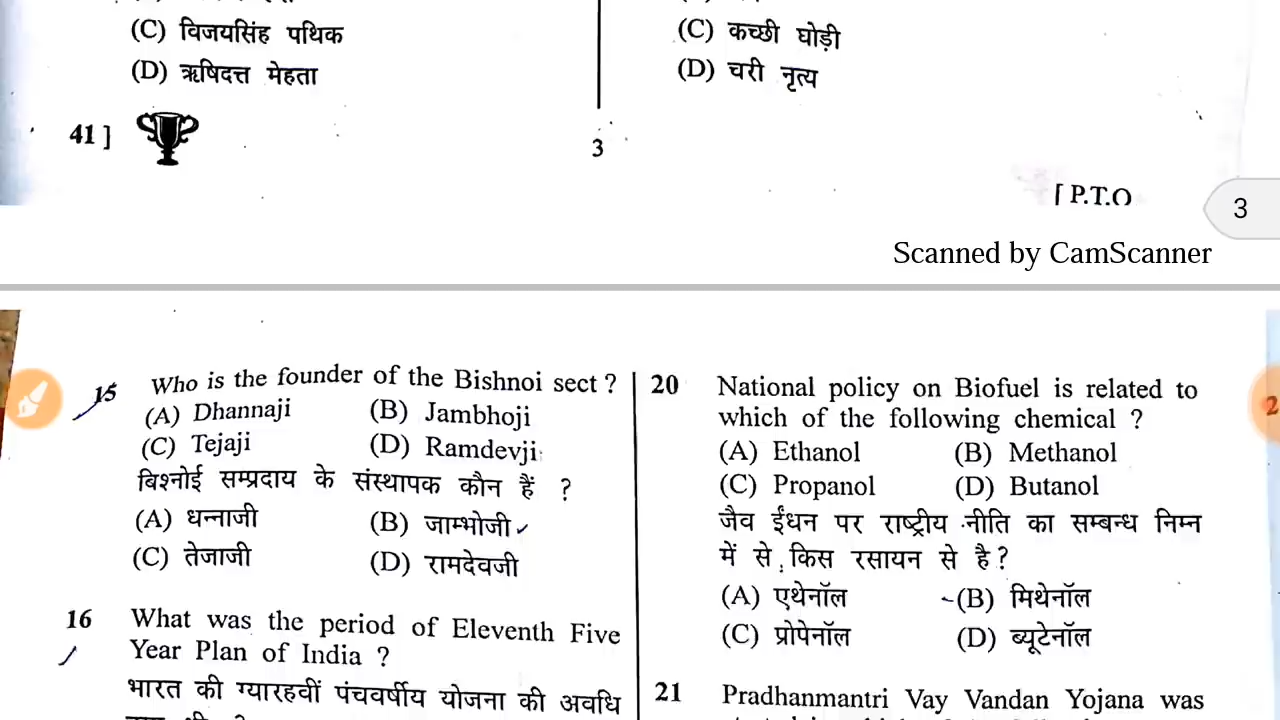 (C) विजयसिंह पथिक
(D) ऋषिदत्त मेहता
41 ]
(C) कच्छी घोड़ी
(D) चरी नृत्य
3
[ P.T.O
3
Scanned by CamScanner
15 Who is the founder of the Bishnoi sect ?
(A) Dhannaji (B) Jambhoji
(C) Tejaji (D) Ramdevji
बिश्नोई सम्प्रदाय के संस्थापक कौन हैं ?
(A) धन्नाजी (B) जाम्भोजी
(C) तेजाजी (D) रामदेवजी
16 What was the period of Eleventh Five
Year Plan of India ?
भारत की ग्यारहवीं पंचवर्षीय योजना की अवधि
20 National policy on Biofuel is related to
which of the following chemical ?
(A) Ethanol (B) Methanol
(C) Propanol (D) Butanol
जैव ईंधन पर राष्ट्रीय नीति का सम्बन्ध निम्न
में से किस रसायन से है ?
(A) एथेनॉल (B) मिथेनॉल
(C) प्रोपेनॉल (D) ब्यूटेनॉल
21 Pradhanmantri Vay Vandan Yojana was
2